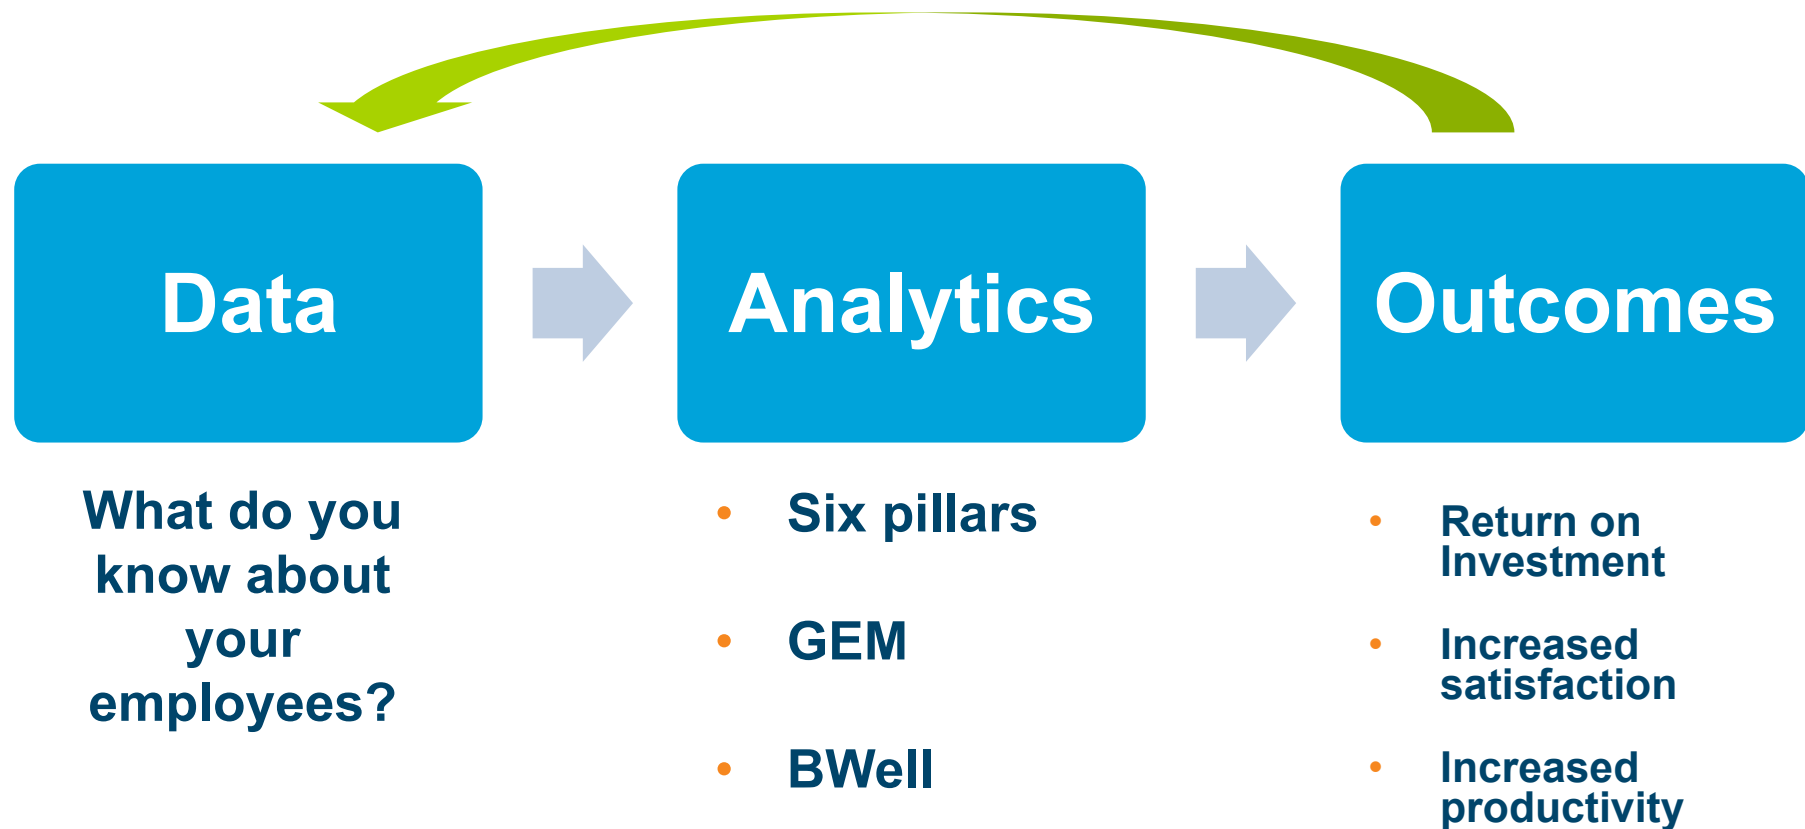 Data
Analytics
Outcomes
What do you
know about
your
employees?
• Six pillars
• GEM
• BWell
• Return on
Investment
• Increased
satisfaction
• Increased
productivity